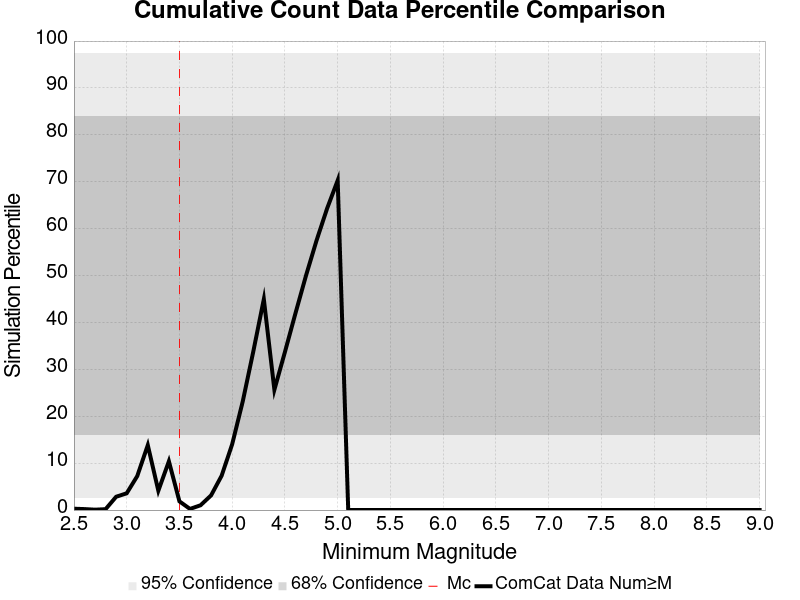 Cumulative Count Data Percentile Comparison
100
90
80
70
60
50
40
30
20
10
0
Simulation Percentile
2.5 3.0 3.5 4.0 4.5 5.0 5.5 6.0 6.5 7.0 7.5 8.0 8.5 9.0
Minimum Magnitude
95% Confidence 68% Confidence Mc ComCat Data Num≥M